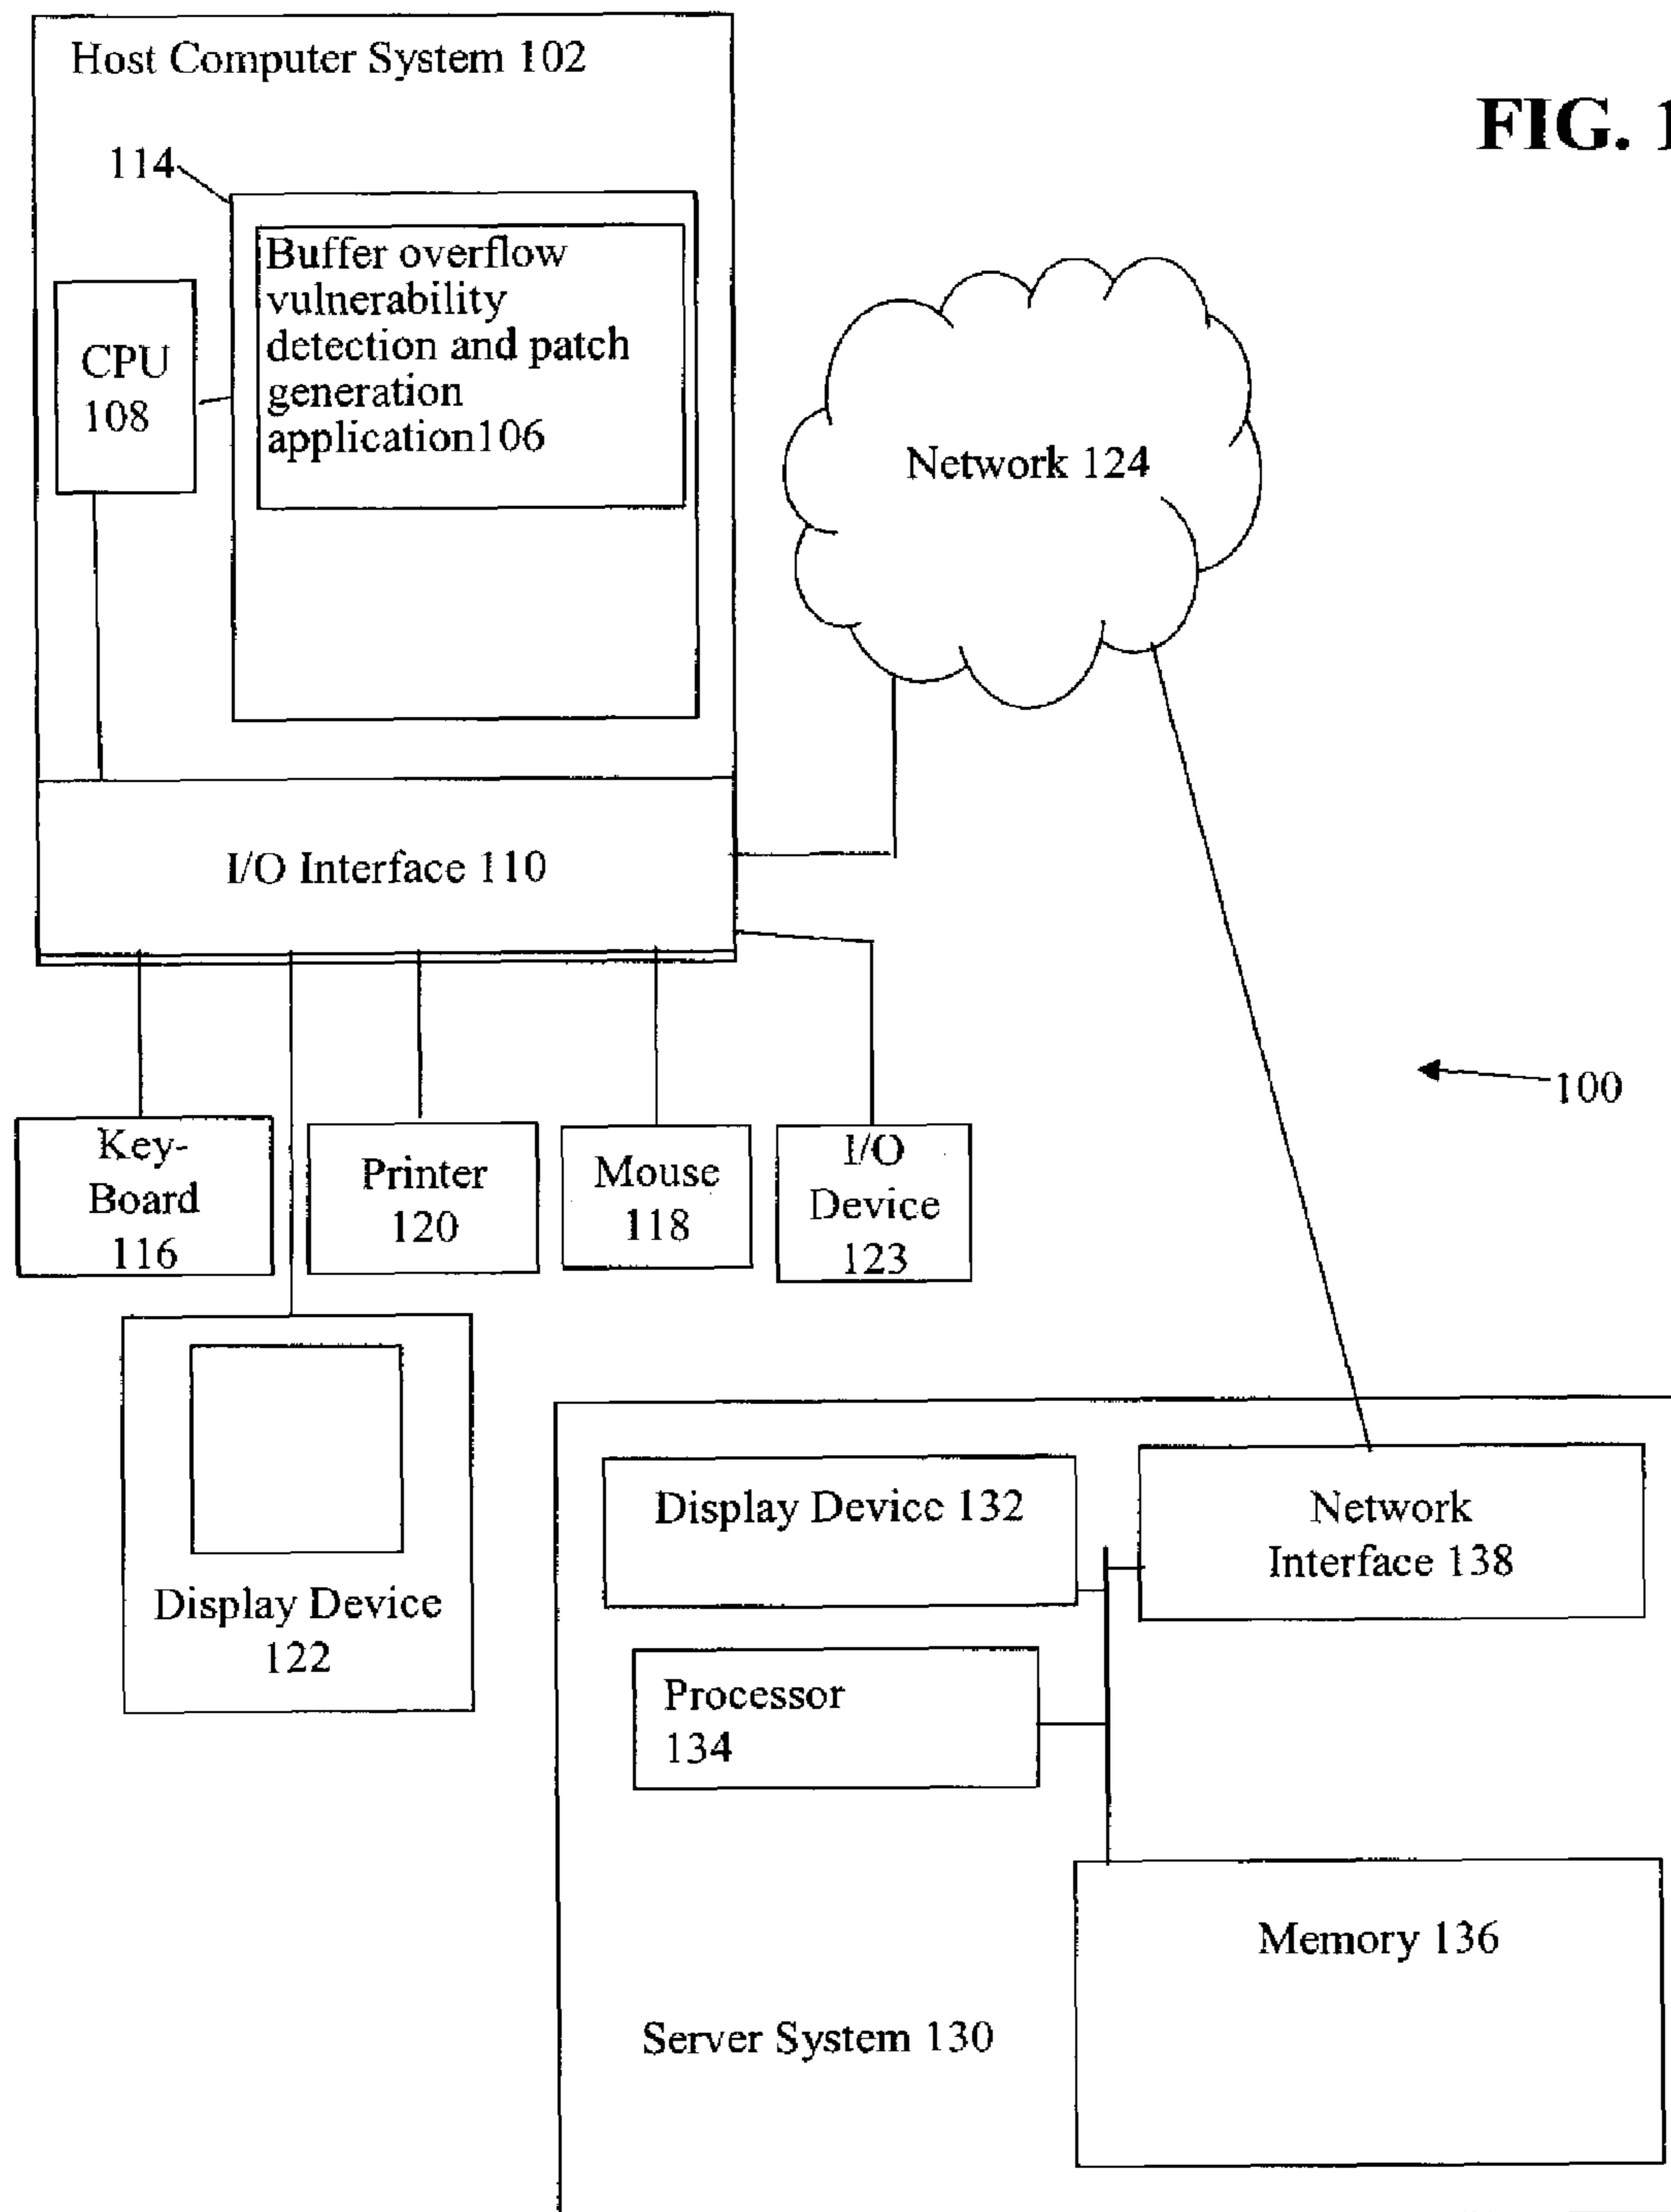 Host Computer System 102
FIG. 1
114
Buffer overflow
vulnerability
detection and patch
generation
application106
CPU
108
Network 124
I/O Interface 110
100
Key-
Board
116
Printer
120
Mouse
118
I/O
Device
123
Display Device
122
Display Device 132
Network
Interface 138
Processor
134
Memory 136
Server System 130